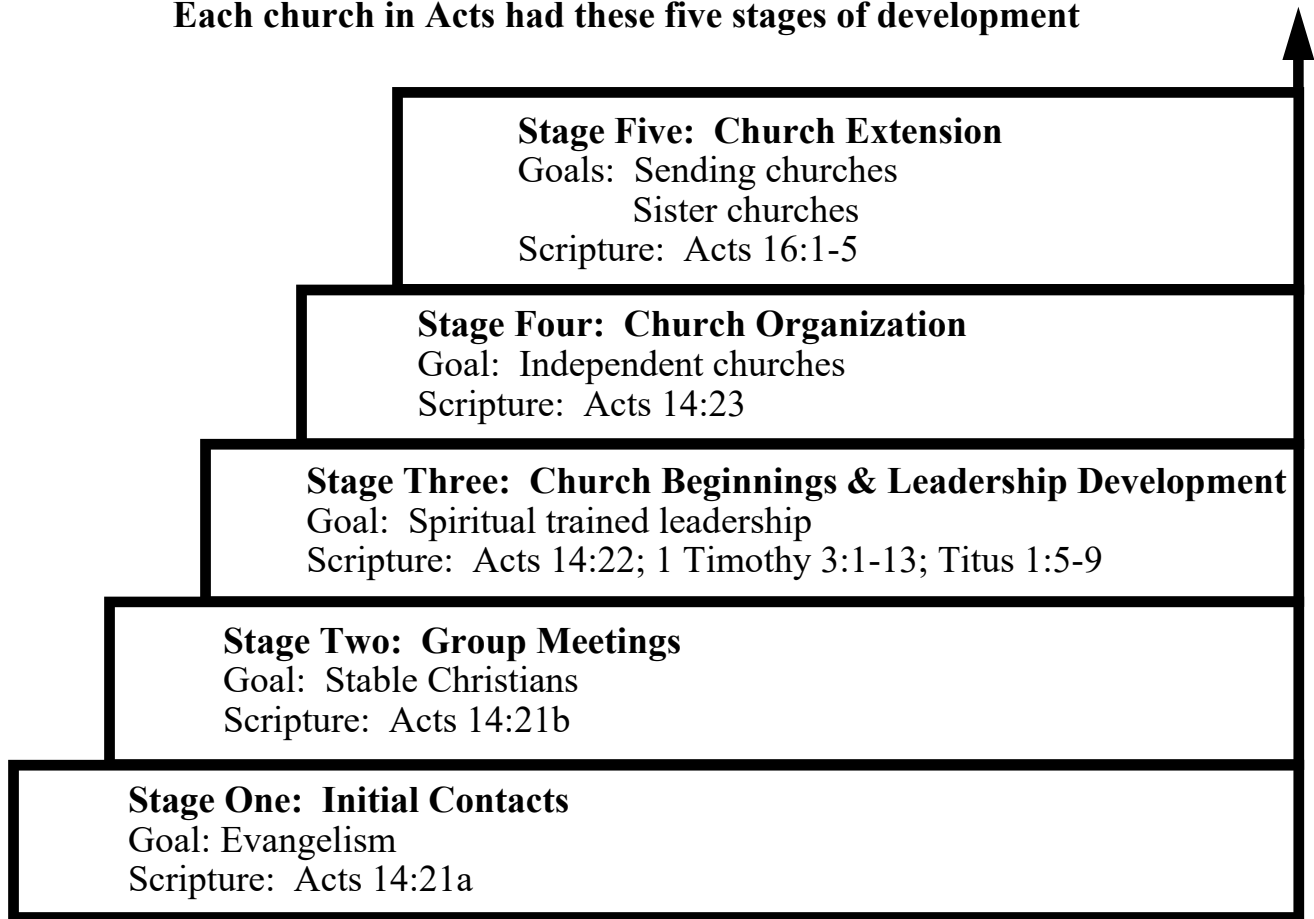 Each church in Acts had these five stages of development
Stage Five:  Church Extension
Goals:  Sending churches
Sister churches
Scripture:  Acts 16:1-5
Stage Four:  Church Organization
Goal:  Independent churches
Scripture:  Acts 14:23
Stage Three:  Church Beginnings & Leadership Development
Goal:  Spiritual trained leadership
Scripture:  Acts 14:22; 1 Timothy 3:1-13; Titus 1:5-9
Stage Two:  Group Meetings
Goal:  Stable Christians
Scripture:  Acts 14:21b
Stage One:  Initial Contacts
Goal: Evangelism
Scripture:  Acts 14:21a